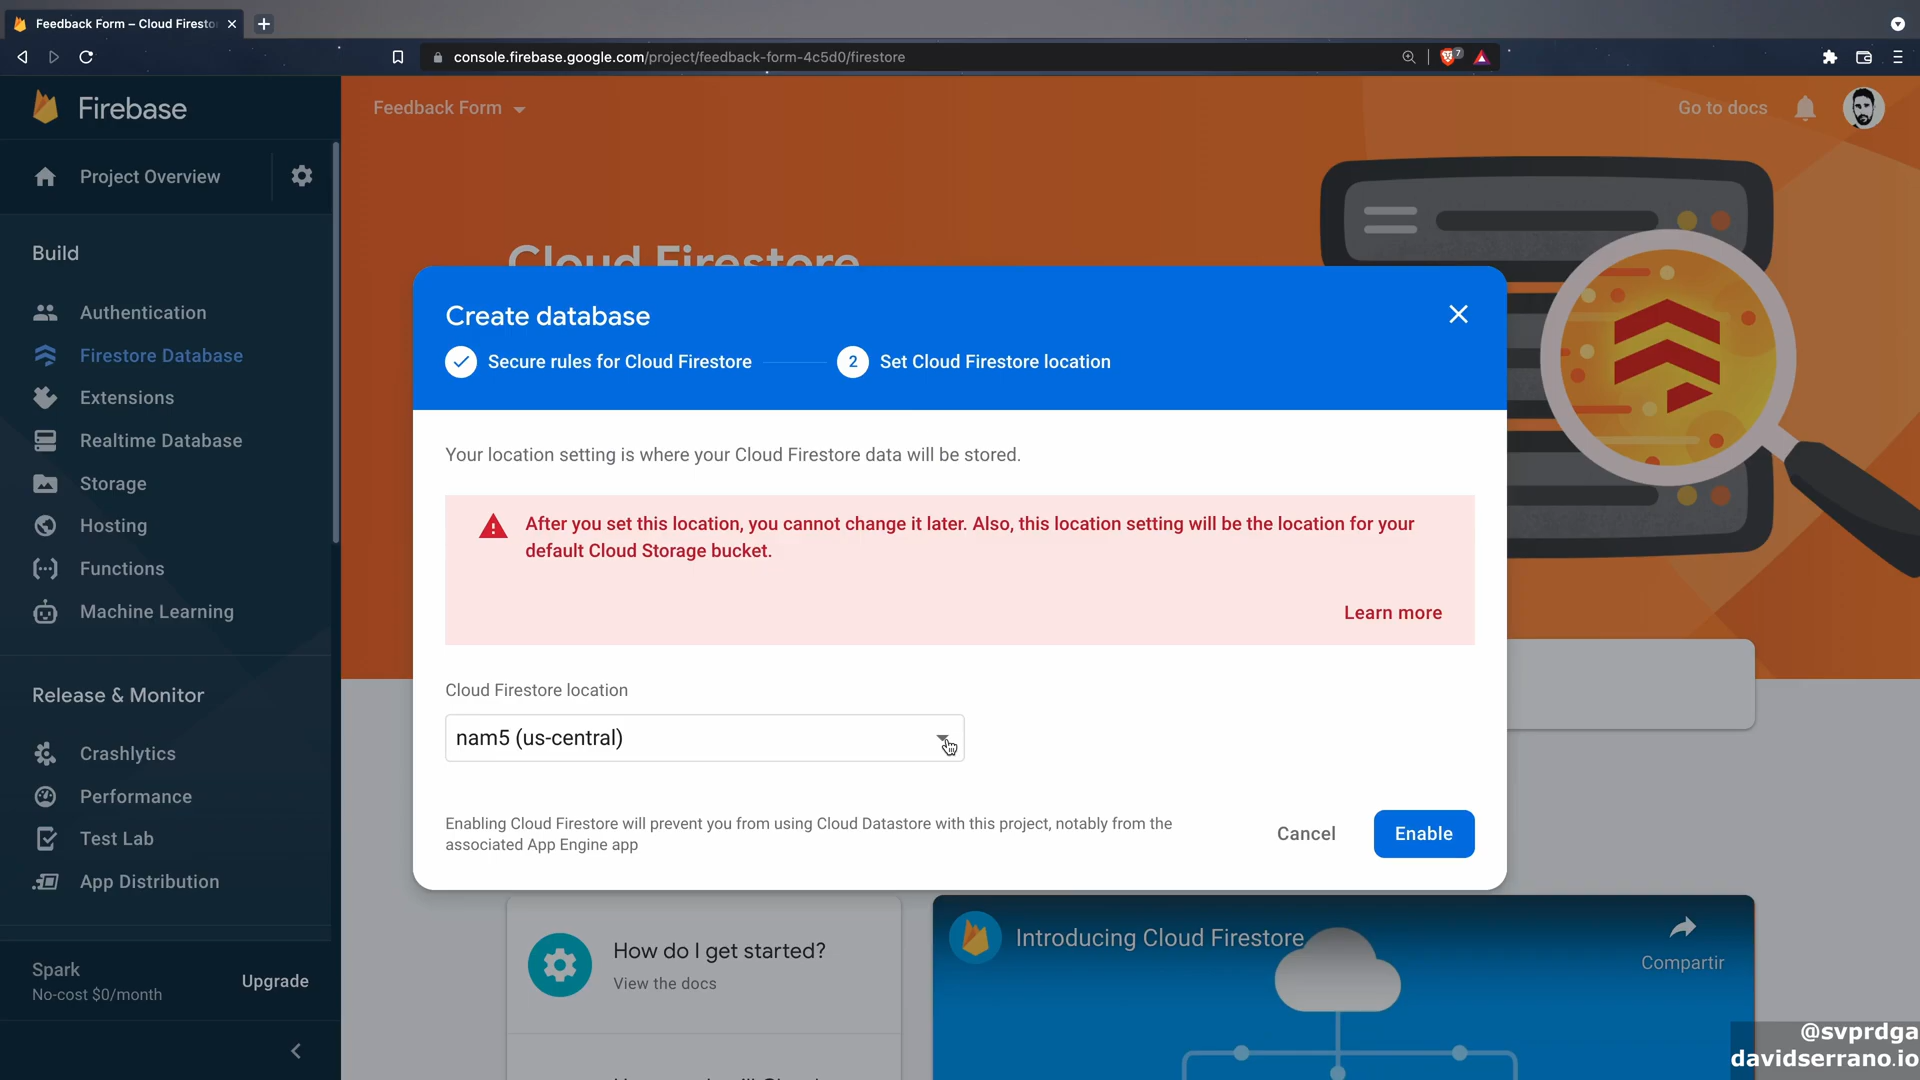 Feedback Form – Cloud Firesto
console.firebase.google.com/project/feedback-form-4c5d0/firestore
7
Firebase
Feedback Form
Go to docs
Project Overview
Build
Authentication
Firestore Database
Extensions
Realtime Database
Storage
Hosting
Functions
Machine Learning
Release & Monitor
Crashlytics
Performance
Test Lab
App Distribution
Spark
No-cost $0/month
Upgrade
Cloud Firestore
Create database
Secure rules for Cloud Firestore
2
Set Cloud Firestore location
Your location setting is where your Cloud Firestore data will be stored.
After you set this location, you cannot change it later. Also, this location setting will be the location for your
default Cloud Storage bucket.
Learn more
Cloud Firestore location
nam5 (us-central)
Enabling Cloud Firestore will prevent you from using Cloud Datastore with this project, notably from the
associated App Engine app
Cancel
Enable
How do I get started?
View the docs
Introducing Cloud Firestore
Compartir
@svprdga
davidserrano.io